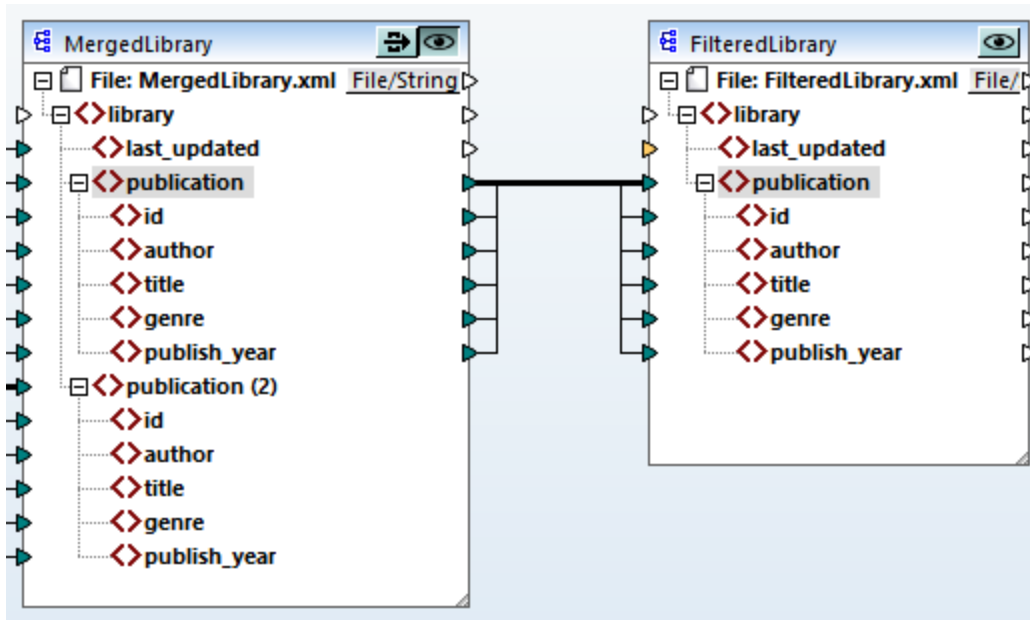 MergedLibrary
File: MergedLibrary.xml File/String
library
last_updated
publication
id
author
title
genre
publish_year
publication (2)
id
author
title
genre
publish_year
FilteredLibrary
File: FilteredLibrary.xml File/
library
last_updated
publication
id
author
title
genre
publish_year